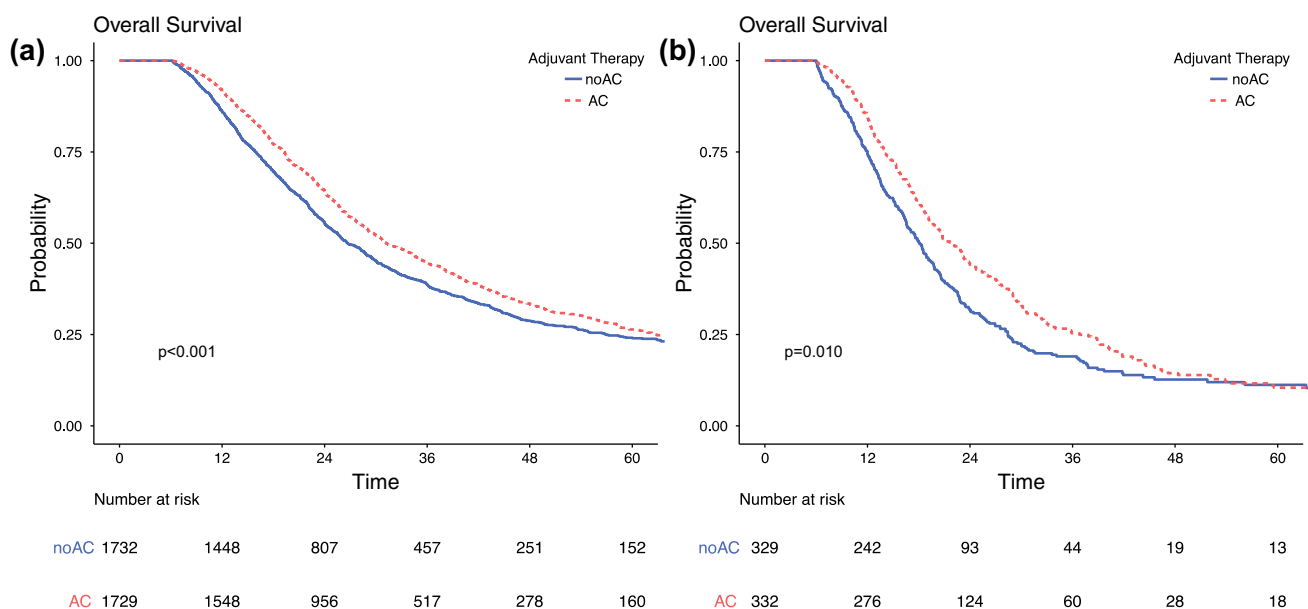 (a)
Overall Survival
Adjuvant Therapy
noAC
AC
1.00
0.75
0.50
0.25
0.00
Probability
p<0.001
0 12 24 36 48 60
Time
Number at risk
noAC 1732 1448 807 457 251 152
AC 1729 1548 956 517 278 160
(b)
Overall Survival
Adjuvant Therapy
noAC
AC
1.00
0.75
0.50
0.25
0.00
Probability
p=0.010
0 12 24 36 48 60
Time
Number at risk
noAC 329 242 93 44 19 13
AC 332 276 124 60 28 18